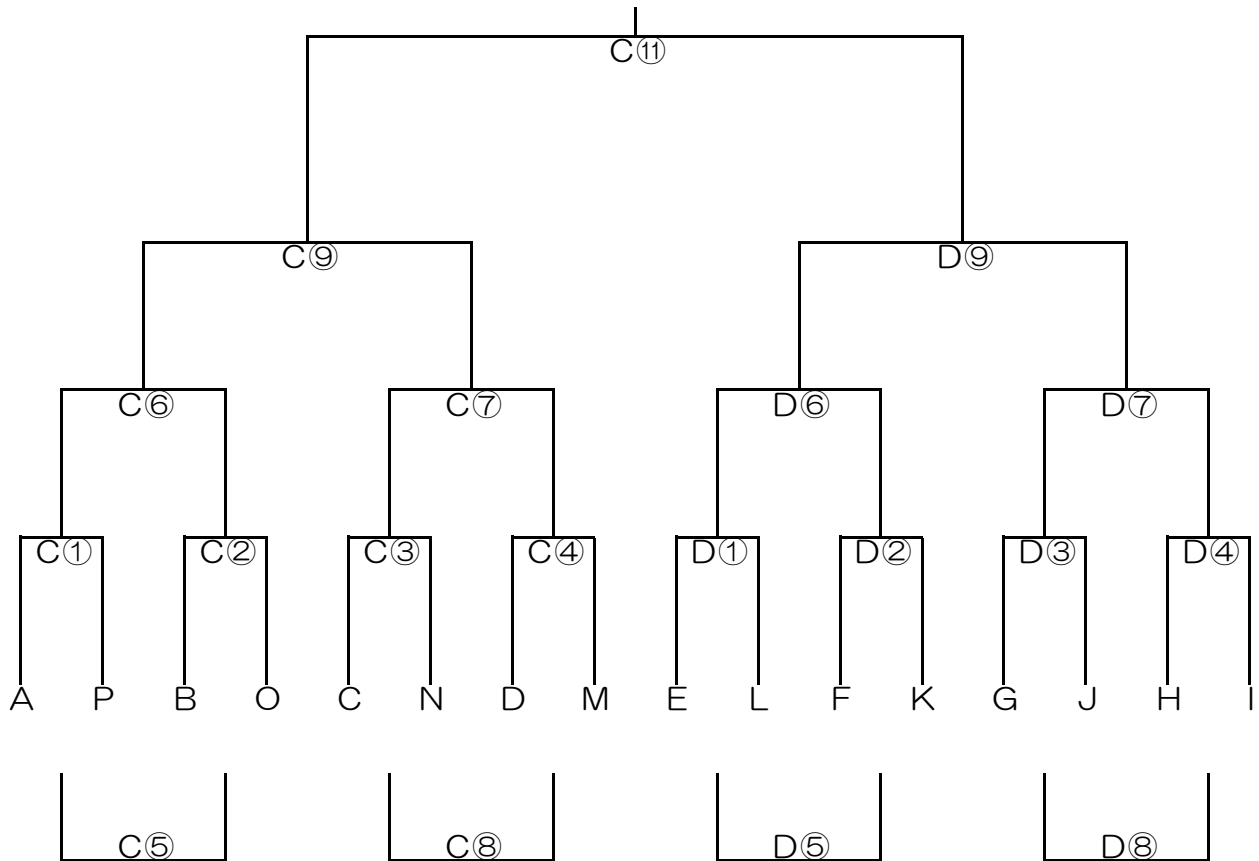 C⑪
C⑨ D⑨
C⑥ C⑦ D⑥ D⑦
C① C② C③ C④ D① D② D③ D④
A P B O C N D M E L F K G J H I
C⑤ C⑧ D⑤ D⑧